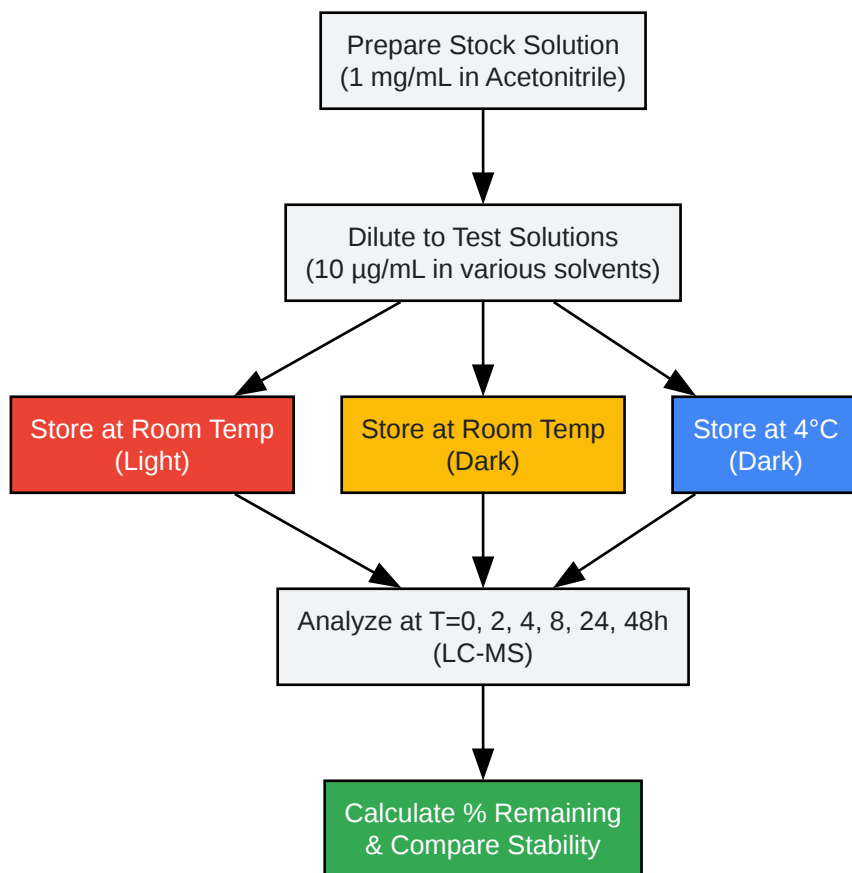 Prepare Stock Solution
(1 mg/mL in Acetonitrile)
Dilute to Test Solutions
(10 µg/mL in various solvents)
Store at Room Temp
(Light)
Store at Room Temp
(Dark)
Store at 4°C
(Dark)
Analyze at T=0, 2, 4, 8, 24, 48h
(LC-MS)
Calculate % Remaining
& Compare Stability